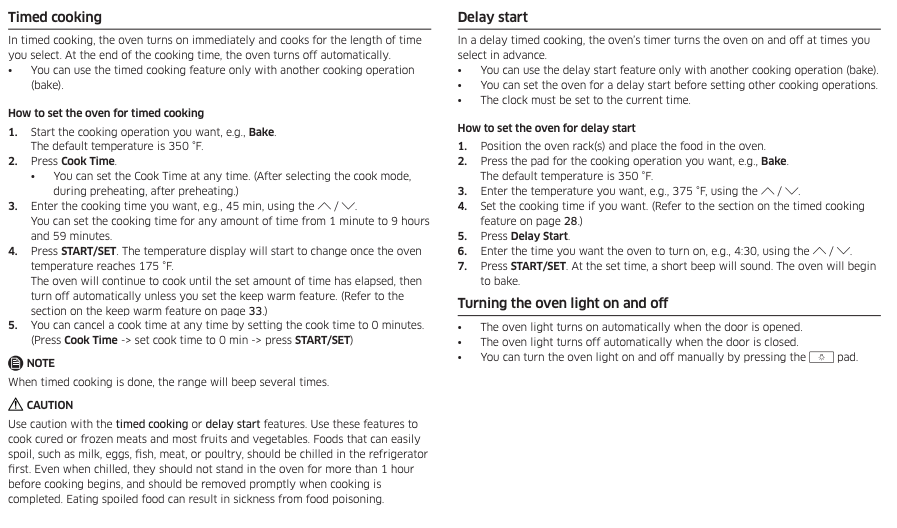 Timed cooking
In timed cooking, the oven turns on immediately and cooks for the length of time
you select. At the end of the cooking time, the oven turns off automatically.
• You can use the timed cooking feature only with another cooking operation
(bake).
How to set the oven for timed cooking
1. Start the cooking operation you want, e.g., Bake.
The default temperature is 350 °F.
2. Press Cook Time.
• You can set the Cook Time at any time. (After selecting the cook mode,
during preheating, after preheating.)
3. Enter the cooking time you want, e.g., 45 min, using the ︿ / ﹀.
You can set the cooking time for any amount of time from 1 minute to 9 hours
and 59 minutes.
4. Press START/SET. The temperature display will start to change once the oven
temperature reaches 175 °F.
The oven will continue to cook until the set amount of time has elapsed, then
turn off automatically unless you set the keep warm feature. (Refer to the
section on the keep warm feature on page 33.)
5. You can cancel a cook time at any time by setting the cook time to 0 minutes.
(Press Cook Time -> set cook time to 0 min -> press START/SET)
NOTE
When timed cooking is done, the range will beep several times.
CAUTION
Use caution with the timed cooking or delay start features. Use these features to
cook cured or frozen meats and most fruits and vegetables. Foods that can easily
spoil, such as milk, eggs, fish, meat, or poultry, should be chilled in the refrigerator
first. Even when chilled, they should not stand in the oven for more than 1 hour
before cooking begins, and should be removed promptly when cooking is
completed. Eating spoiled food can result in sickness from food poisoning.
Delay start
In a delay timed cooking, the oven's timer turns the oven on and off at times you
select in advance.
• You can use the delay start feature only with another cooking operation (bake).
• You can set the oven for a delay start before setting other cooking operations.
• The clock must be set to the current time.
How to set the oven for delay start
1. Position the oven rack(s) and place the food in the oven.
2. Press the pad for the cooking operation you want, e.g., Bake.
The default temperature is 350 °F.
3. Enter the temperature you want, e.g., 375 °F, using the ︿ / ﹀.
4. Set the cooking time if you want. (Refer to the section on the timed cooking
feature on page 28.)
5. Press Delay Start.
6. Enter the time you want the oven to turn on, e.g., 4:30, using the ︿ / ﹀.
7. Press START/SET. At the set time, a short beep will sound. The oven will begin
to bake.
Turning the oven light on and off
• The oven light turns on automatically when the door is opened.
• The oven light turns off automatically when the door is closed.
• You can turn the oven light on and off manually by pressing the pad.